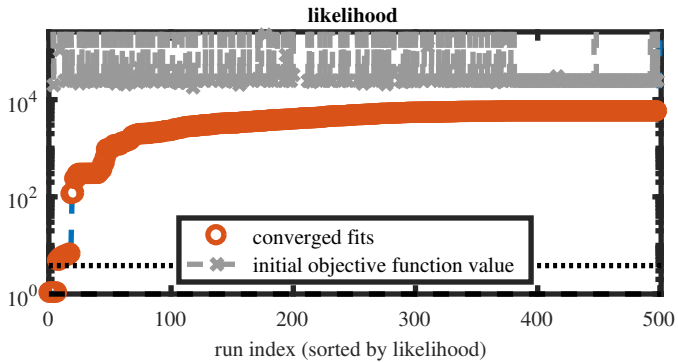 likelihood
10^4
10^2
10^0
converged fits
initial objective function value
0 100 200 300 400 500
run index (sorted by likelihood)